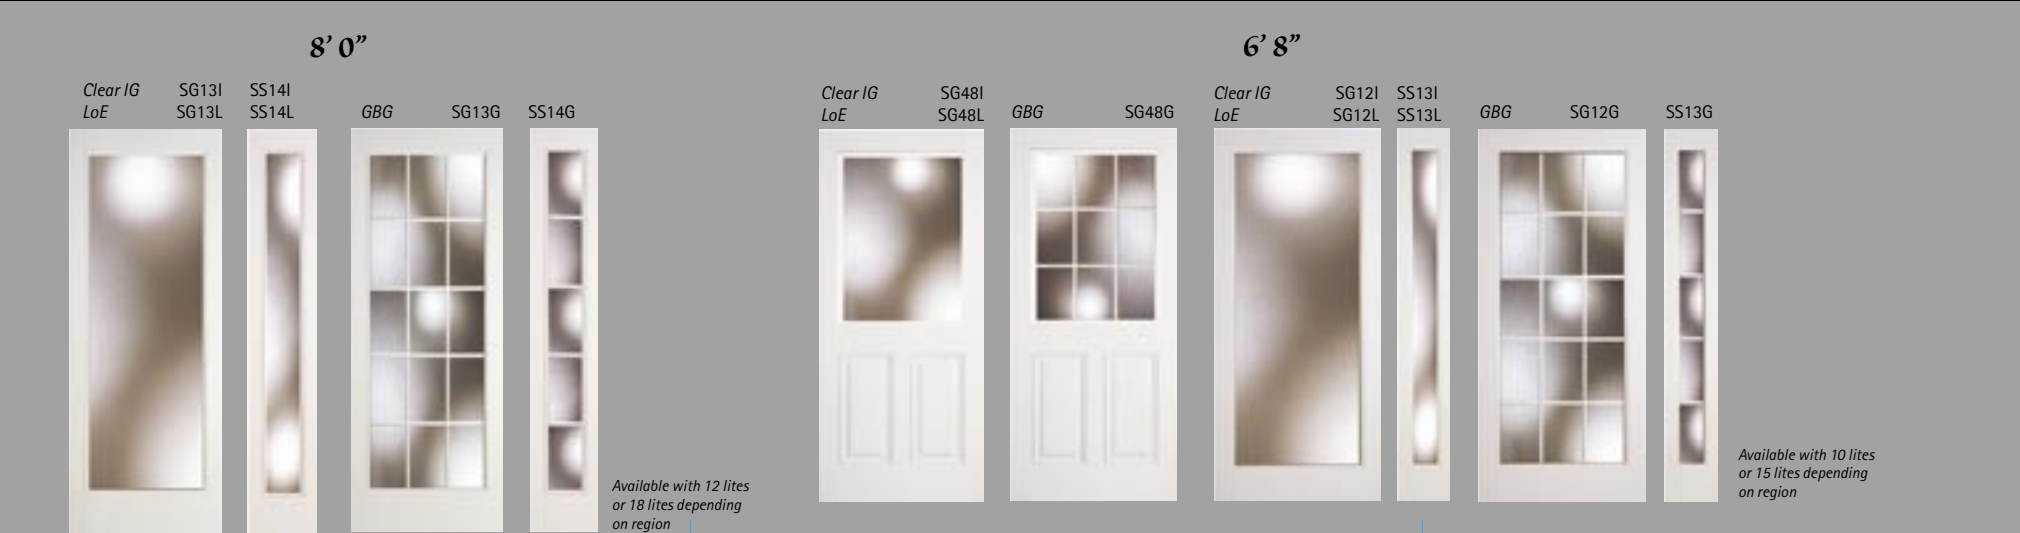 8’ 0”
Clear IG SG13I SS14I
LoE SG13L SS14L
GBG SG13G SS14G
Available with 12 lites
or 18 lites depending
on region
6’ 8”
Clear IG SG48I
LoE SG48L
GBG SG48G
Clear IG SG12I SS13I
LoE SG12L SS13L
GBG SG12G SS13G
Available with 10 lites
or 15 lites depending
on region